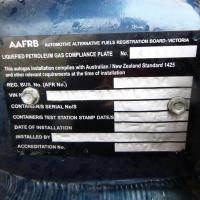 AAFRB AUTOMOTIVE ALTERNATIVE FUELS REGISTRATION BOARD: VICTORIA
LIQUEFIED PETROLEUM GAS COMPLIANCE PLATE No.
This autogas installation complies with Australian / New Zealand Standard 1425
and other relevant requirements at the time of installation
REG. BUS. No. (AFR No.)
VIN
CONTAINER/S SERIAL No/S
CONTAINERS TEST STATION STAMP DATE/S
DATE OF INSTALLATION
INSTALLED BY
ACCREDITATION No.